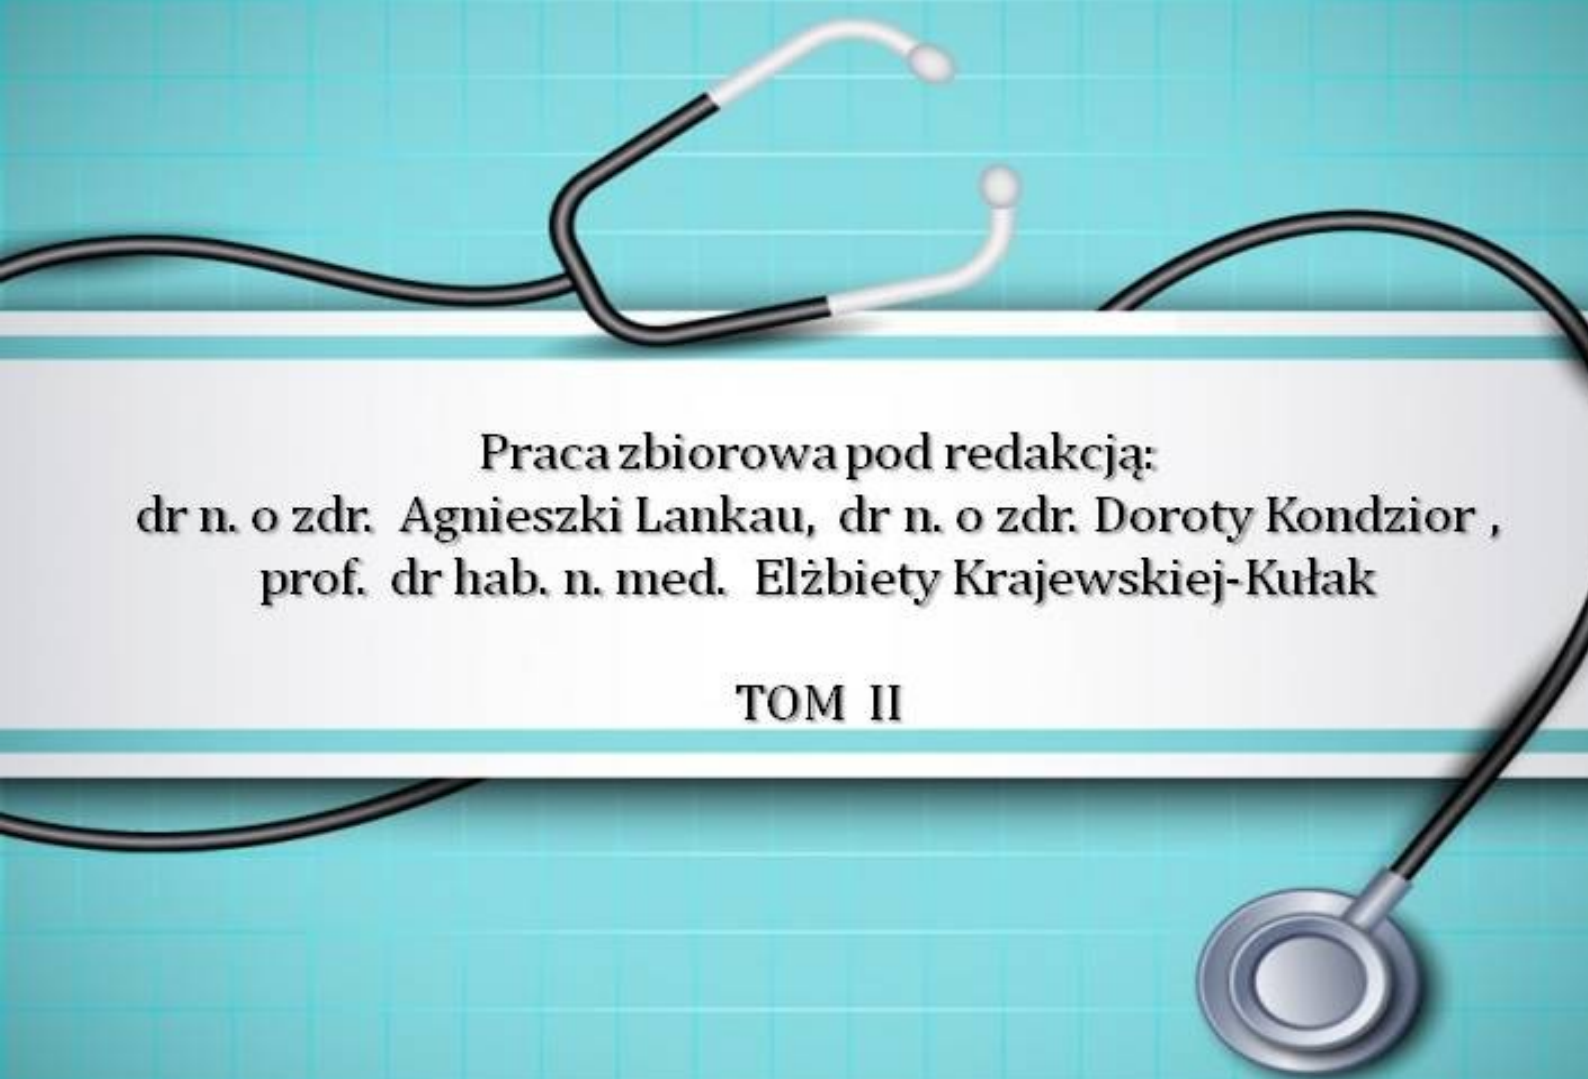 Praca zbiorowa pod redakcją:
dr n. o zdr. Agnieszki Lankau, dr n. o zdr. Doroty Kondzior ,
prof. dr hab. n. med. Elżbiety Krajewskiej-Kułak
TOM II